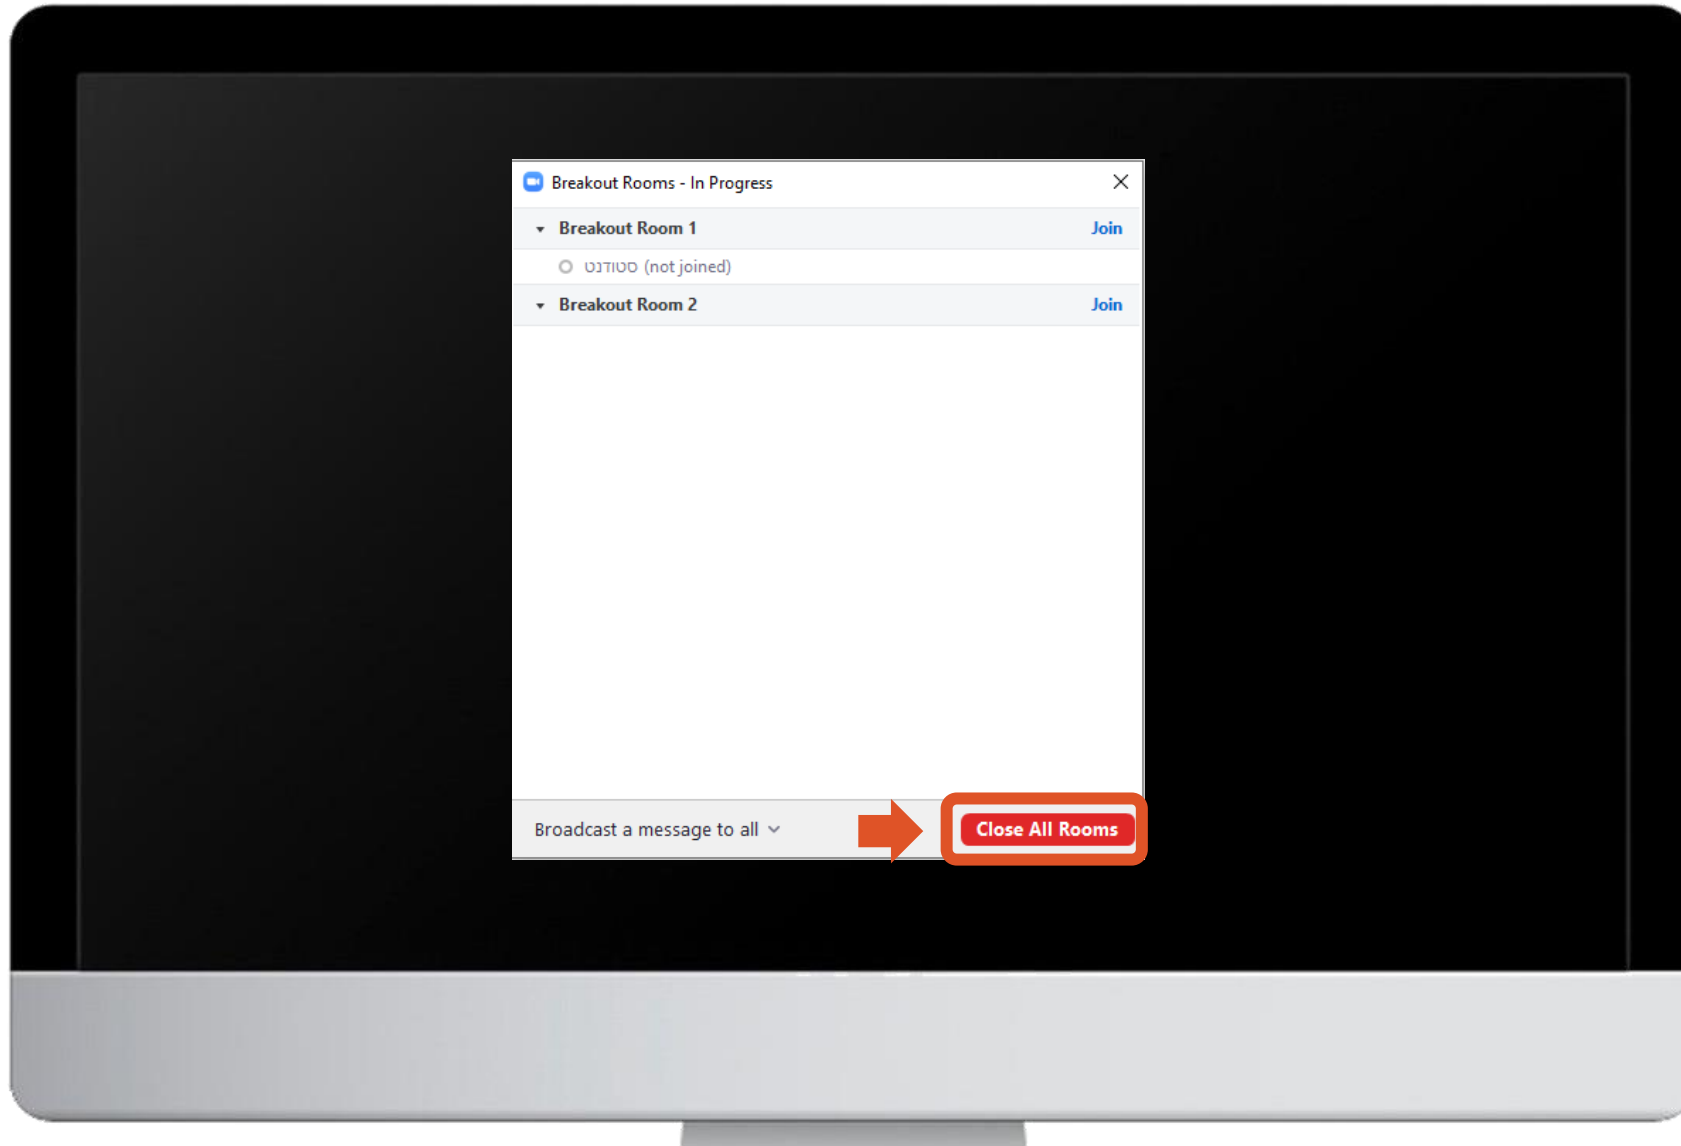 Breakout Rooms - In Progress
Breakout Room 1 Join
סטודנט (not joined)
Breakout Room 2 Join
Broadcast a message to all Close All Rooms